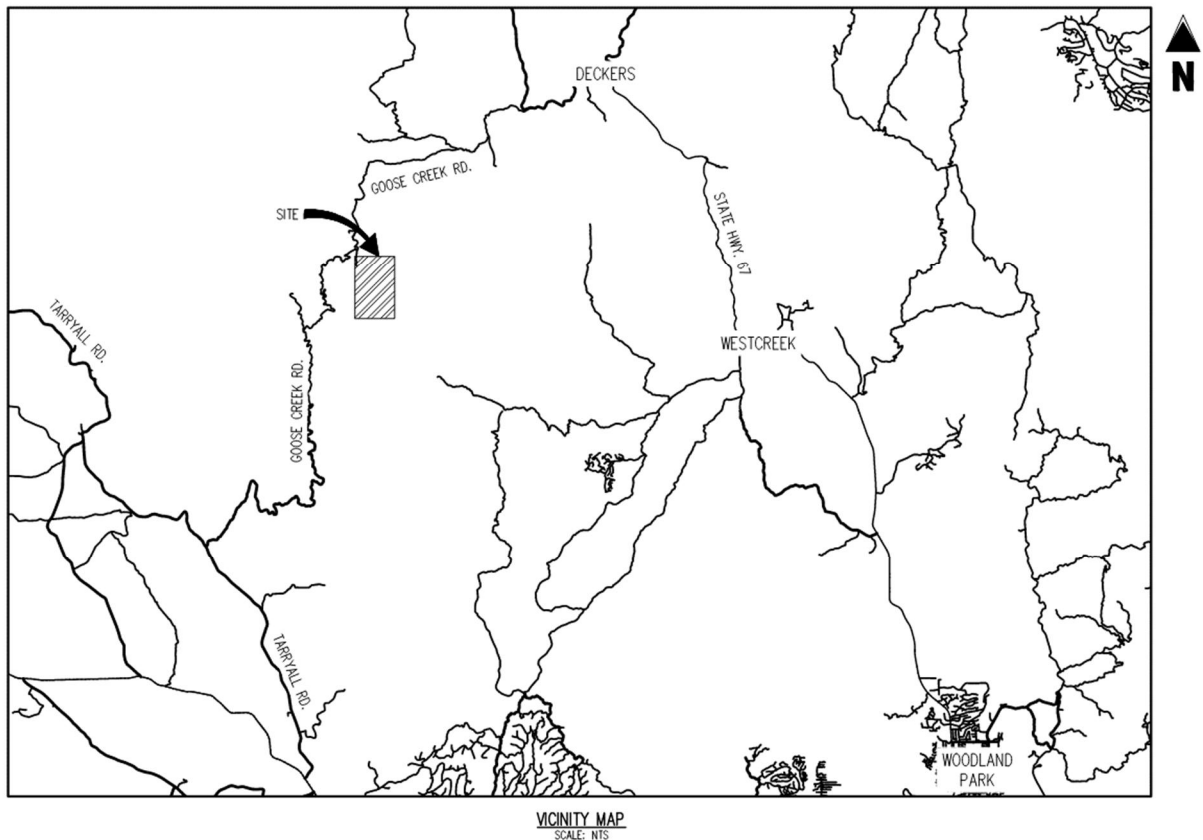 N
DECKERS
GOOSE CREEK RD.
SITE
STATE HWY. 67
TARRYALL RD.
WESTCREEK
GOOSE CREEK RD.
TARRYALL RD.
WOODLAND
PARK
VICINITY MAP
SCALE: NTS